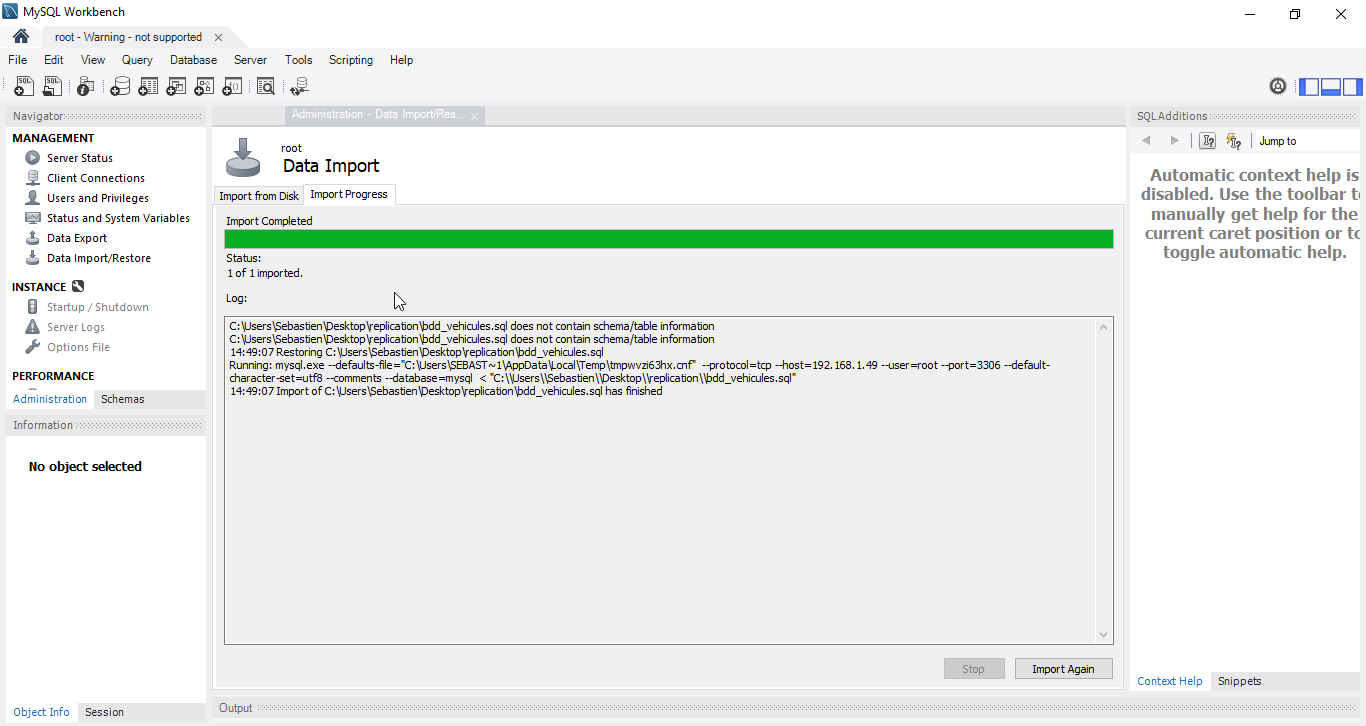 MySQL Workbench
root - Warning - not supported
File Edit View Query Database Server Tools Scripting Help
Navigator
MANAGEMENT
Server Status
Client Connections
Users and Privileges
Status and System Variables
Data Export
Data Import/Restore
INSTANCE
Startup / Shutdown
Server Logs
Options File
PERFORMANCE
Administration Schemas
Information
No object selected
Object Info Session
Administration - Data Import/Res...
root
Data Import
Import from Disk Import Progress
Import Completed
Status:
1 of 1 imported.
Log:
C:\Users\Sebastien\Desktop\replication\bdd_vehicules.sql does not contain schema/table information
C:\Users\Sebastien\Desktop\replication\bdd_vehicules.sql does not contain schema/table information
14:49:07 Restoring C:\Users\Sebastien\Desktop\replication\bdd_vehicules.sql
Running: mysql.exe --defaults-file="C:\Users\SEBAST~1\AppData\Local\Temp\tmpwvzi63hx.cnf" --protocol=tcp --host=192.168.1.49 --user=root --port=3306 --default-
character-set=utf8 --comments --database=mysql < "C:\\Users\\Sebastien\\Desktop\\replication\\bdd_vehicules.sql"
14:49:07 Import of C:\Users\Sebastien\Desktop\replication\bdd_vehicules.sql has finished
Stop Import Again
Output
SQLAdditions
Jump to
Automatic context help is
disabled. Use the toolbar t
manually get help for the
current caret position or to
toggle automatic help.
Context Help Snippets